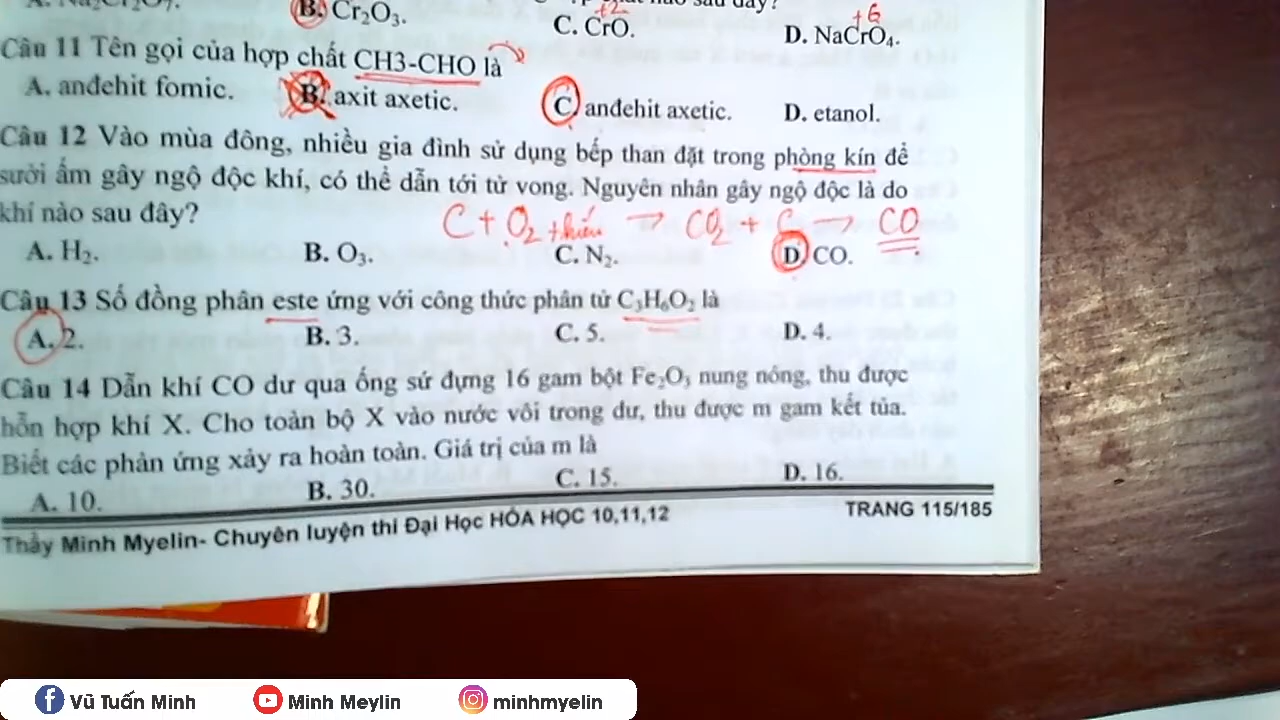 B. Cr₂O₃.
C. CrO.
+2
D. NaCrO₄.
+6
Câu 11 Tên gọi của hợp chất CH3-CHO là
A. anđehit fomic.
B. axit axetic.
C. anđehit axetic.
D. etanol.
Câu 12 Vào mùa đông, nhiều gia đình sử dụng bếp than đặt trong phòng kín để
sưởi ấm gây ngộ độc khí, có thể dẫn tới tử vong. Nguyên nhân gây ngộ độc là do
khí nào sau đây?
C + O₂ thiếu → CO₂ + C → CO
A. H₂.
B. O₃.
C. N₂.
D. CO.
Câu 13 Số đồng phân este ứng với công thức phân tử C₃H₆O₂ là
A. 2.
B. 3.
C. 5.
D. 4.
Câu 14 Dẫn khí CO dư qua ống sứ đựng 16 gam bột Fe₂O₃ nung nóng, thu được
hỗn hợp khí X. Cho toàn bộ X vào nước vôi trong dư, thu được m gam kết tủa.
Biết các phản ứng xảy ra hoàn toàn. Giá trị của m là
A. 10.
B. 30.
C. 15.
D. 16.
Thầy Minh Myelin- Chuyên luyện thi Đại Học HÓA HỌC 10,11,12
TRANG 115/185
Vũ Tuấn Minh
Minh Meylin
minhmyelin